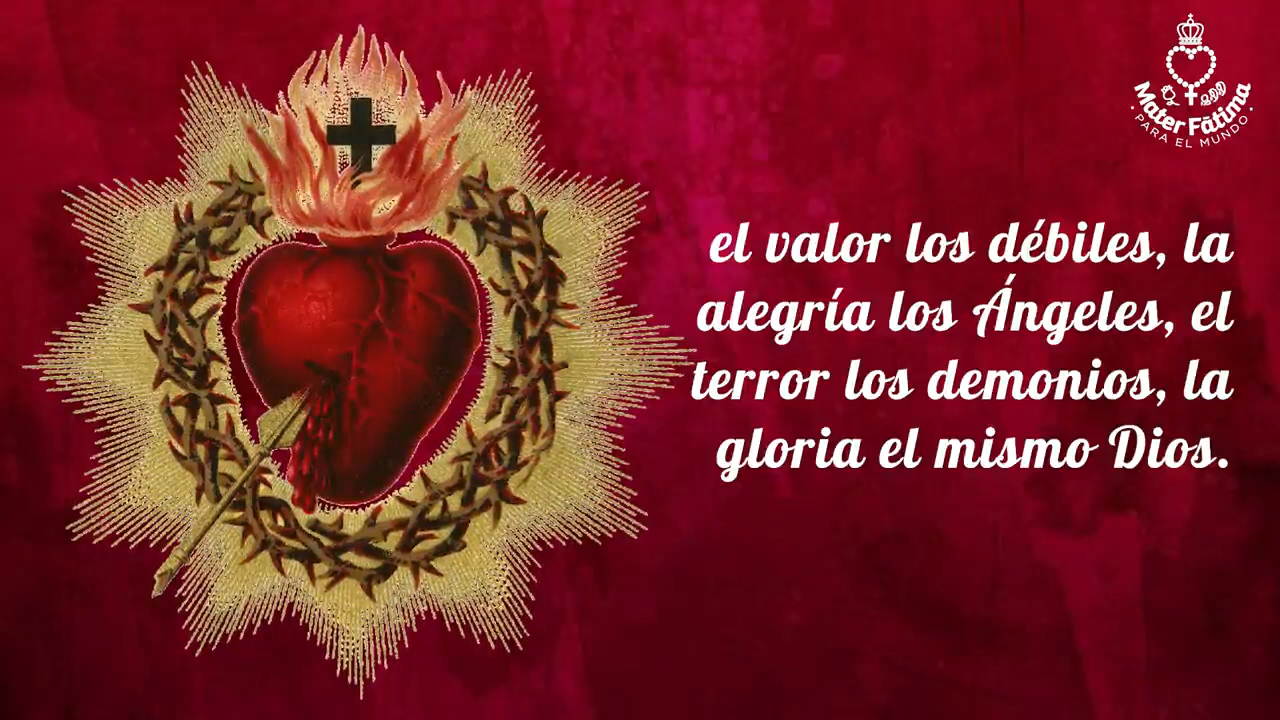 Mater Fãtima
· PARA EL MUNDO ·
el valor los débiles, la
alegría los Ángeles, el
terror los demonios, la
gloria el mismo Dios.